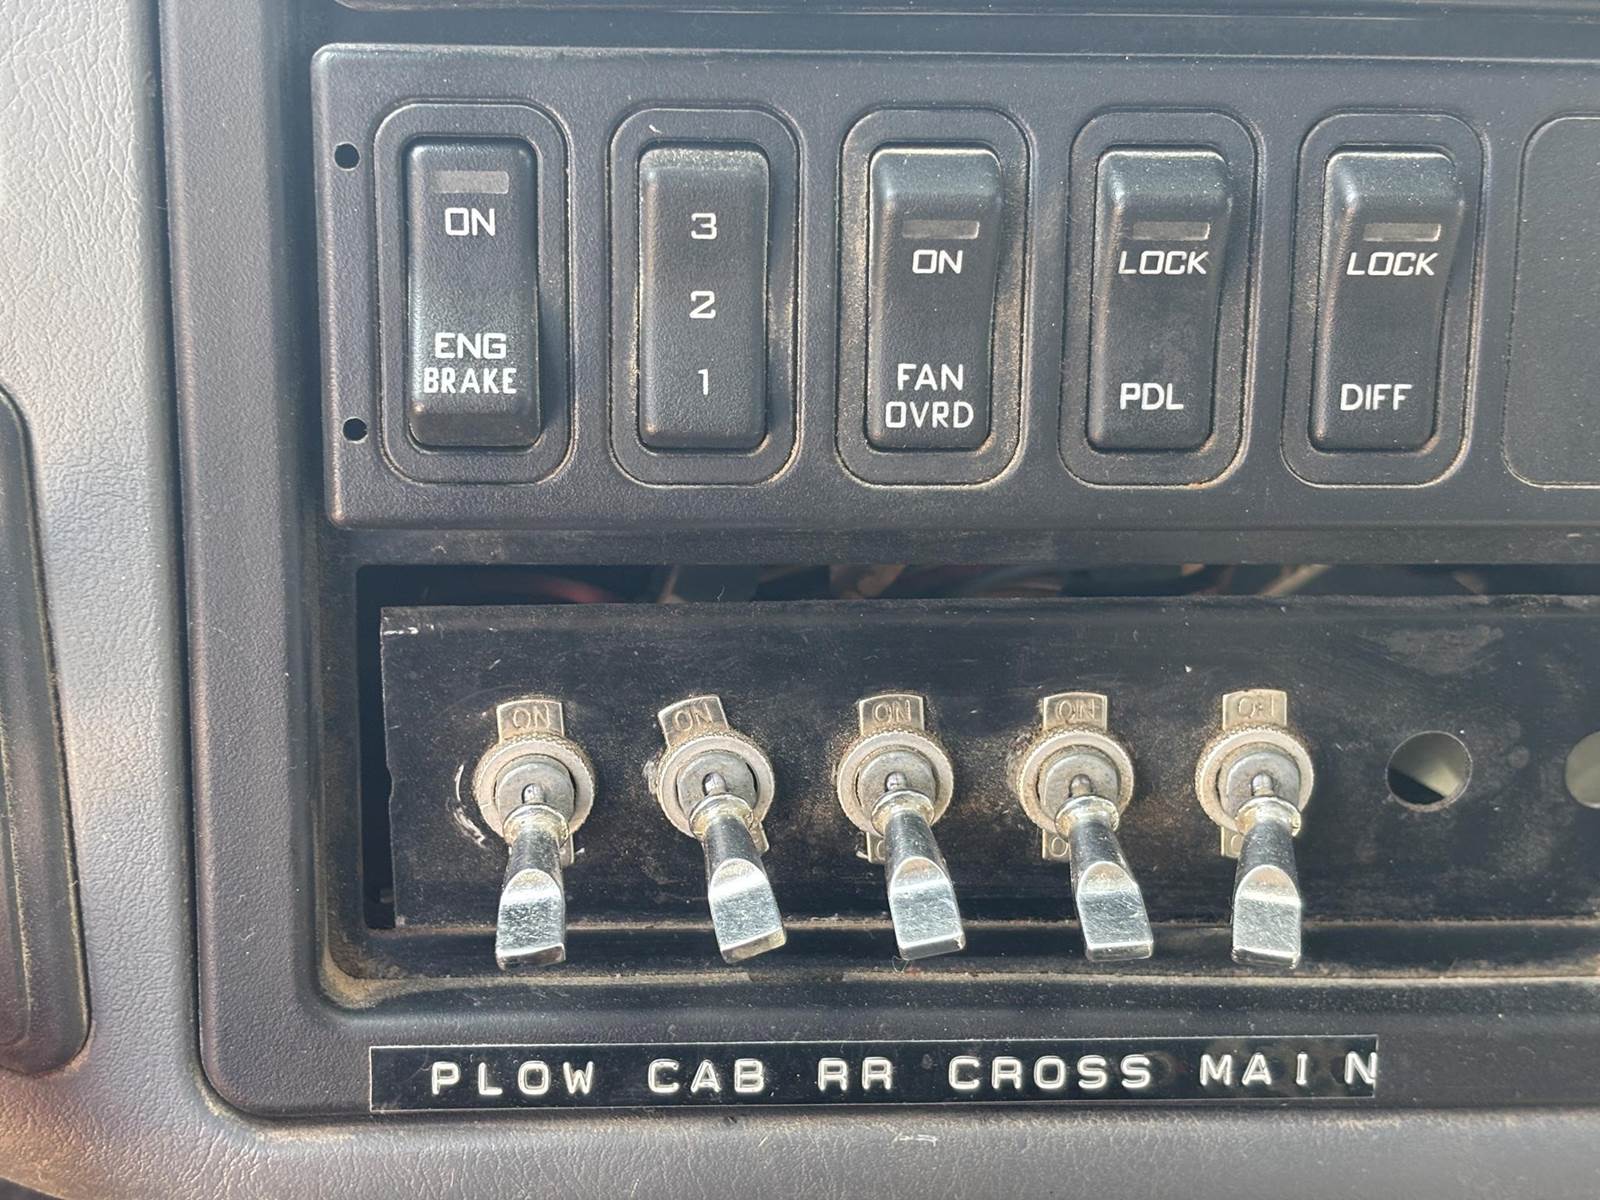 ON
ENG
BRAKE
3
2
1
ON
FAN
OVRD
LOCK
PDL
LOCK
DIFF
ON
ON
ON
ON
PLOW CAB RR CROSS MAIN